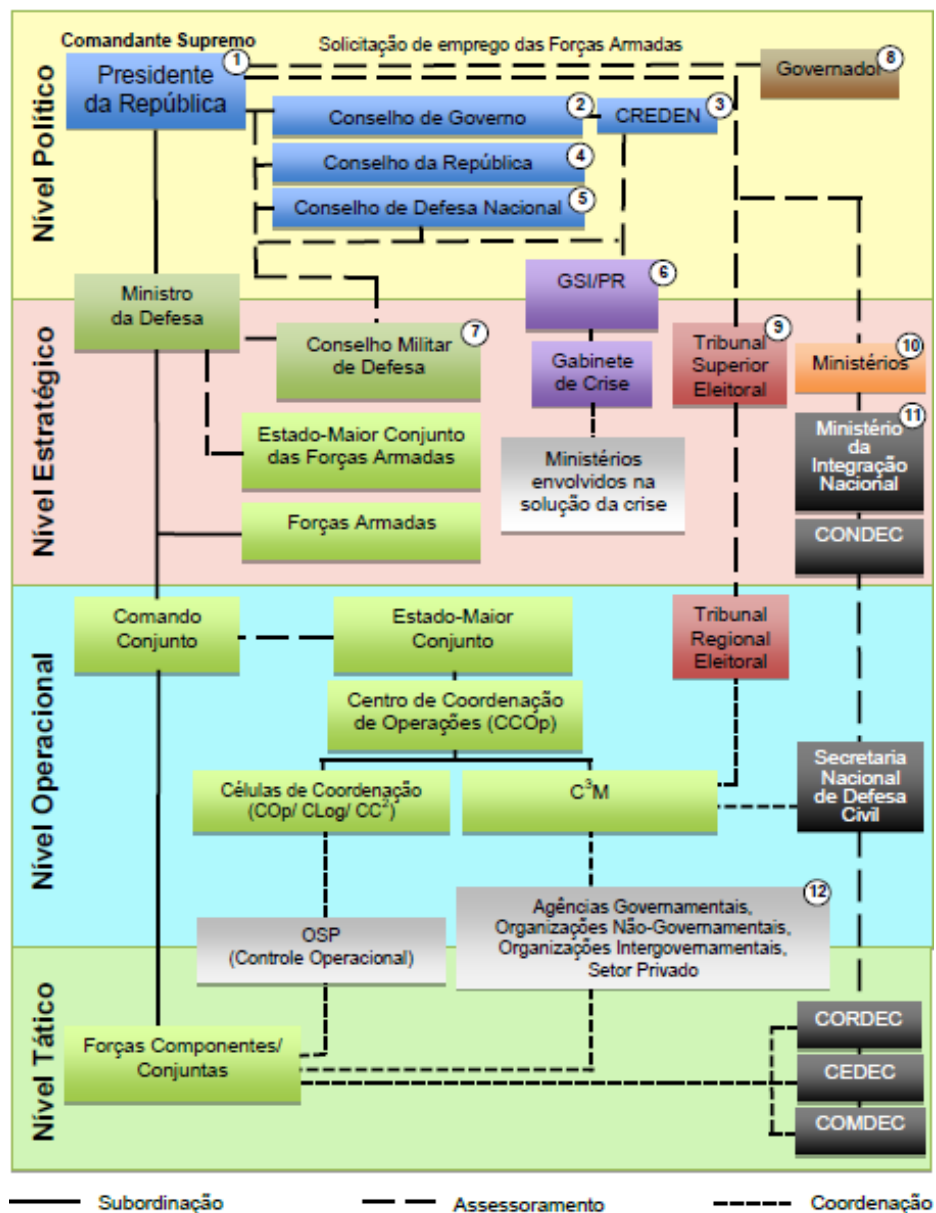 Nível Político
Comandante Supremo
Presidente
da República
1
Solicitação de emprego das Forças Armadas
Governador
8
Conselho de Governo
2
CREDEN
3
Conselho da República
4
Conselho de Defesa Nacional
5
Ministro
da Defesa
GSI/PR
6
Nível Estratégico
Conselho Militar
de Defesa
7
Gabinete
de Crise
Tribunal
Superior
Eleitoral
9
Ministérios
10
Estado-Maior Conjunto
das Forças Armadas
Ministérios
envolvidos na
solução da crise
Ministério
da
Integração
Nacional
11
Forças Armadas
CONDEC
Nível Operacional
Comando
Conjunto
Estado-Maior
Conjunto
Tribunal
Regional
Eleitoral
Centro de Coordenação
de Operações (CCOp)
Células de Coordenação
(COp/ CLog/ CC²)
C³M
Secretaria
Nacional
de Defesa
Civil
OSP
(Controle Operacional)
Agências Governamentais,
Organizações Não-Governamentais,
Organizações Intergovernamentais,
Setor Privado
12
Nível Tático
Forças Componentes/
Conjuntas
CORDEC
CEDEC
COMDEC
Subordinação
Assessoramento
Coordenação